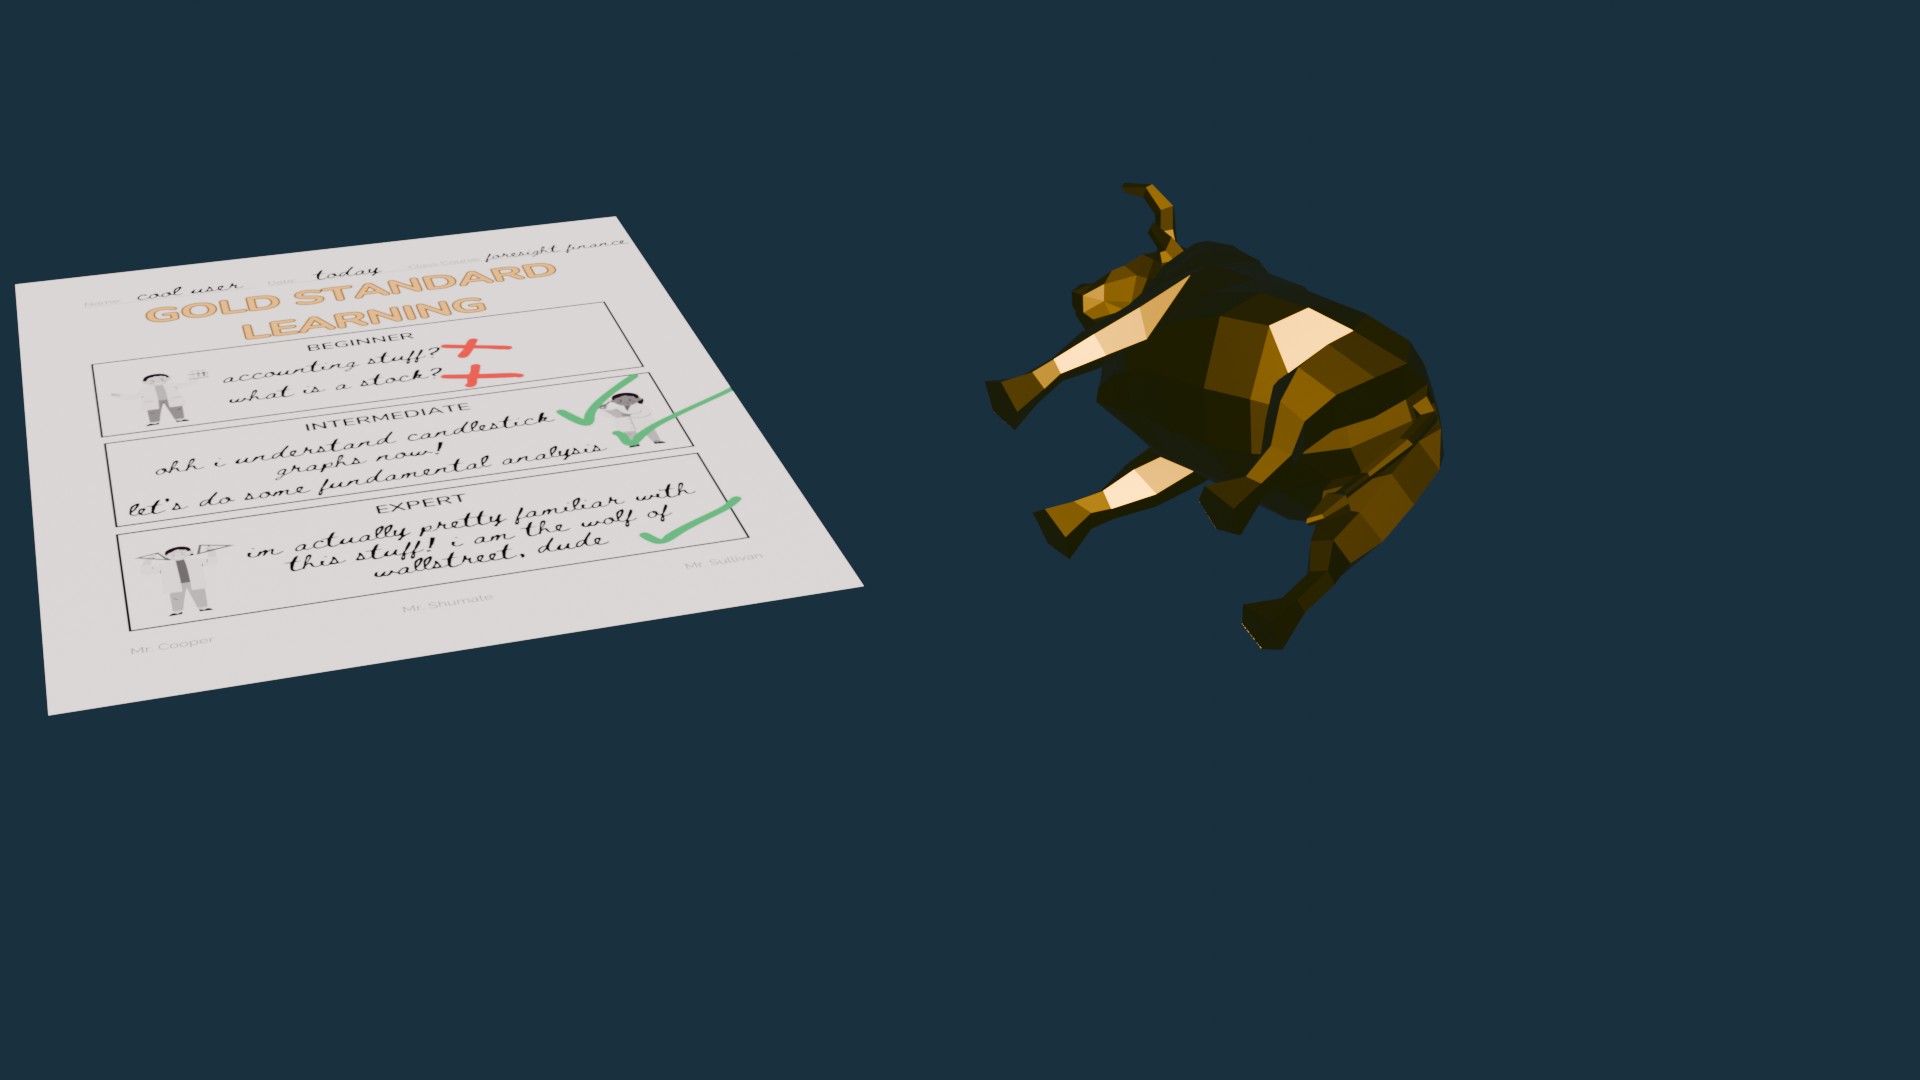 Name: cool user Date: today foresight finance
GOLD STANDARD
LEARNING
BEGINNER
accounting stuff?
what is a stock?
INTERMEDIATE
ohh i understand candlestick
graphs now!
let's do some fundamental analysis
EXPERT
im actually pretty familiar with
this stuff! i am the wolf of
wallstreet, dude
Mr. Cooper
Mr. Shumate
Mr. Sullivan